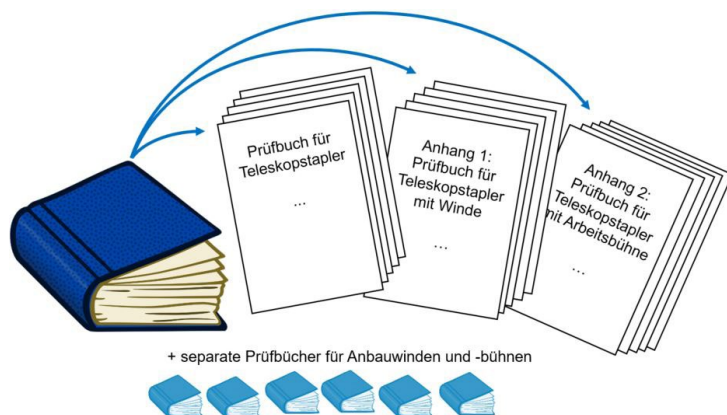 Prüfbuch für
Teleskopstapler
...
Anhang 1:
Prüfbuch für
Teleskopstapler
mit Winde
...
Anhang 2:
Prüfbuch für
Teleskopstapler
mit Arbeitsbühne
...
+ separate Prüfbücher für Anbauwinden und -bühnen